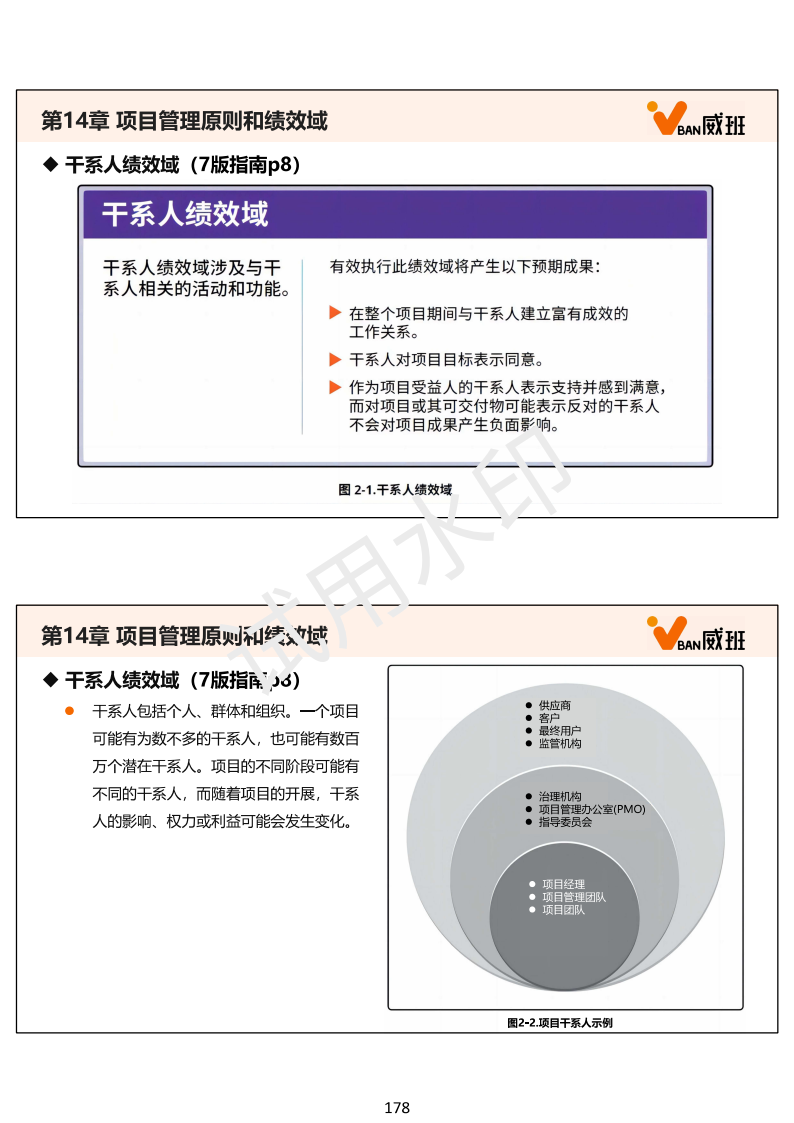 第14章 项目管理原则和绩效域
VBAN威班
◆ 干系人绩效域（7版指南p8）
干系人绩效域
干系人绩效域涉及与干
系人相关的活动和功能。
有效执行此绩效域将产生以下预期成果：
在整个项目期间与干系人建立富有成效的
工作关系。
干系人对项目目标表示同意。
作为项目受益人的干系人表示支持并感到满意，
而对项目或其可交付物可能表示反对的干系人
不会对项目成果产生负面影响。
图 2-1.干系人绩效域
试用水印
第14章 项目管理原则和绩效域
VBAN威班
◆ 干系人绩效域（7版指南p8）
● 干系人包括个人、群体和组织。一个项目
可能有为数不多的干系人，也可能有数百
万个潜在干系人。项目的不同阶段可能有
不同的干系人，而随着项目的开展，干系
人的影响、权力或利益可能会发生变化。
● 供应商
● 客户
● 最终用户
● 监管机构
● 治理机构
● 项目管理办公室(PMO)
● 指导委员会
● 项目经理
● 项目管理团队
● 项目团队
图2-2.项目干系人示例
178